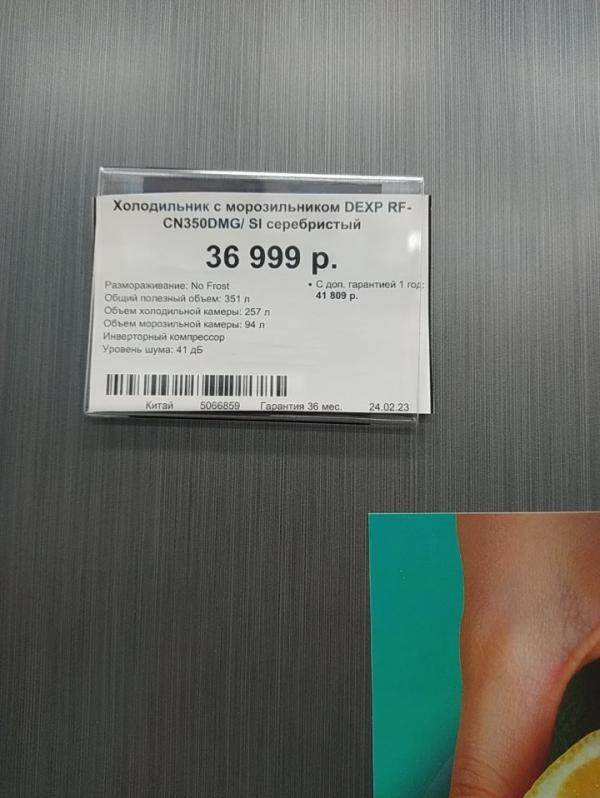 Холодильник с морозильником DEXP RF-
CN350DMG/ SI серебристый
36 999 р.
Размораживание: No Frost
Общий полезный объем: 351 л
Объем холодильной камеры: 257 л
Объем морозильной камеры: 94 л
Инверторный компрессор
Уровень шума: 41 дБ
• С доп. гарантией 1 год:
41 809 р.
Китай 5066859 Гарантия 36 мес. 24.02.23